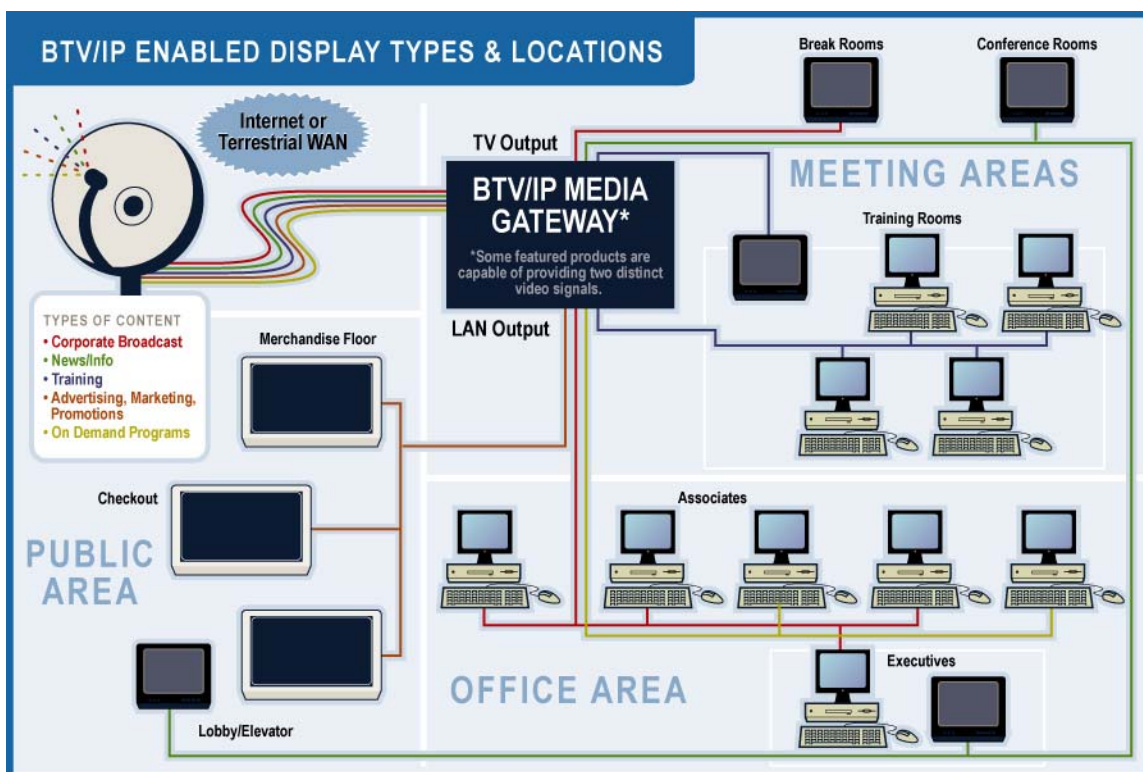 BTV/IP ENABLED DISPLAY TYPES & LOCATIONS
Break Rooms
Conference Rooms
Internet or
Terrestrial WAN
TV Output
BTV/IP MEDIA
GATEWAY*
*Some featured products are
capable of providing two distinct
video signals.
LAN Output
MEETING AREAS
Training Rooms
TYPES OF CONTENT
• Corporate Broadcast
• News/Info
• Training
• Advertising, Marketing,
Promotions
• On Demand Programs
Merchandise Floor
Checkout
PUBLIC
AREA
Lobby/Elevator
Associates
OFFICE AREA
Executives